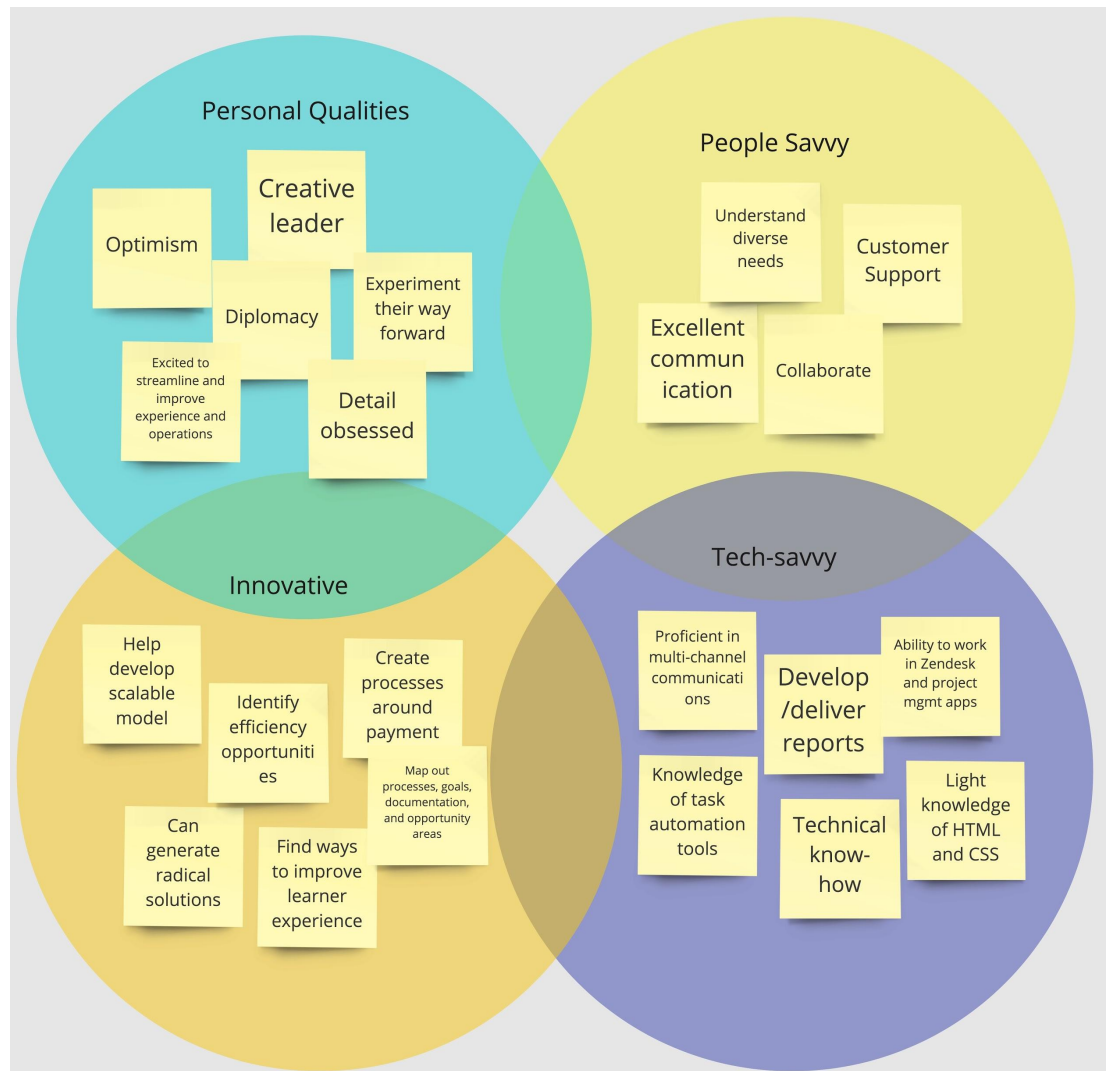 Personal Qualities
Creative
leader
Optimism
Diplomacy
Experiment
their way
forward
Excited to
streamline and
improve
experience and
operations
Detail
obsessed
People Savvy
Understand
diverse
needs
Customer
Support
Excellent
commun
ication
Collaborate
Innovative
Help
develop
scalable
model
Identify
efficiency
opportuniti
es
Create
processes
around
payment
Map out
processes, goals,
documentation,
and opportunity
areas
Can
generate
radical
solutions
Find ways
to improve
learner
experience
Tech-savvy
Proficient in
multi-channel
communicati
ons
Develop
/deliver
reports
Ability to work
in Zendesk
and project
mgmt apps
Knowledge
of task
automation
tools
Technical
know-
how
Light
knowledge
of HTML
and CSS